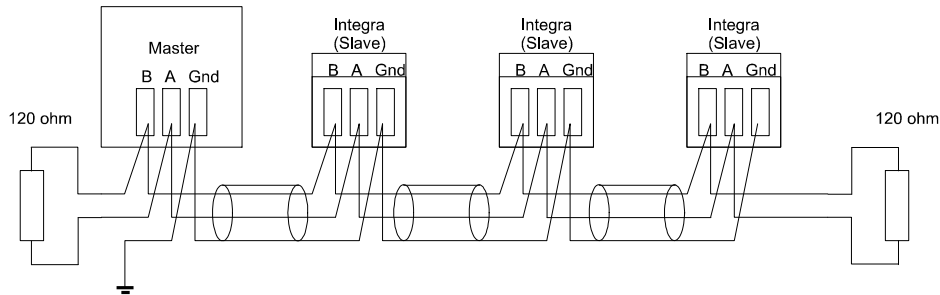 Master
B A Gnd
Integra
(Slave)
B A Gnd
Integra
(Slave)
B A Gnd
Integra
(Slave)
B A Gnd
120 ohm
120 ohm